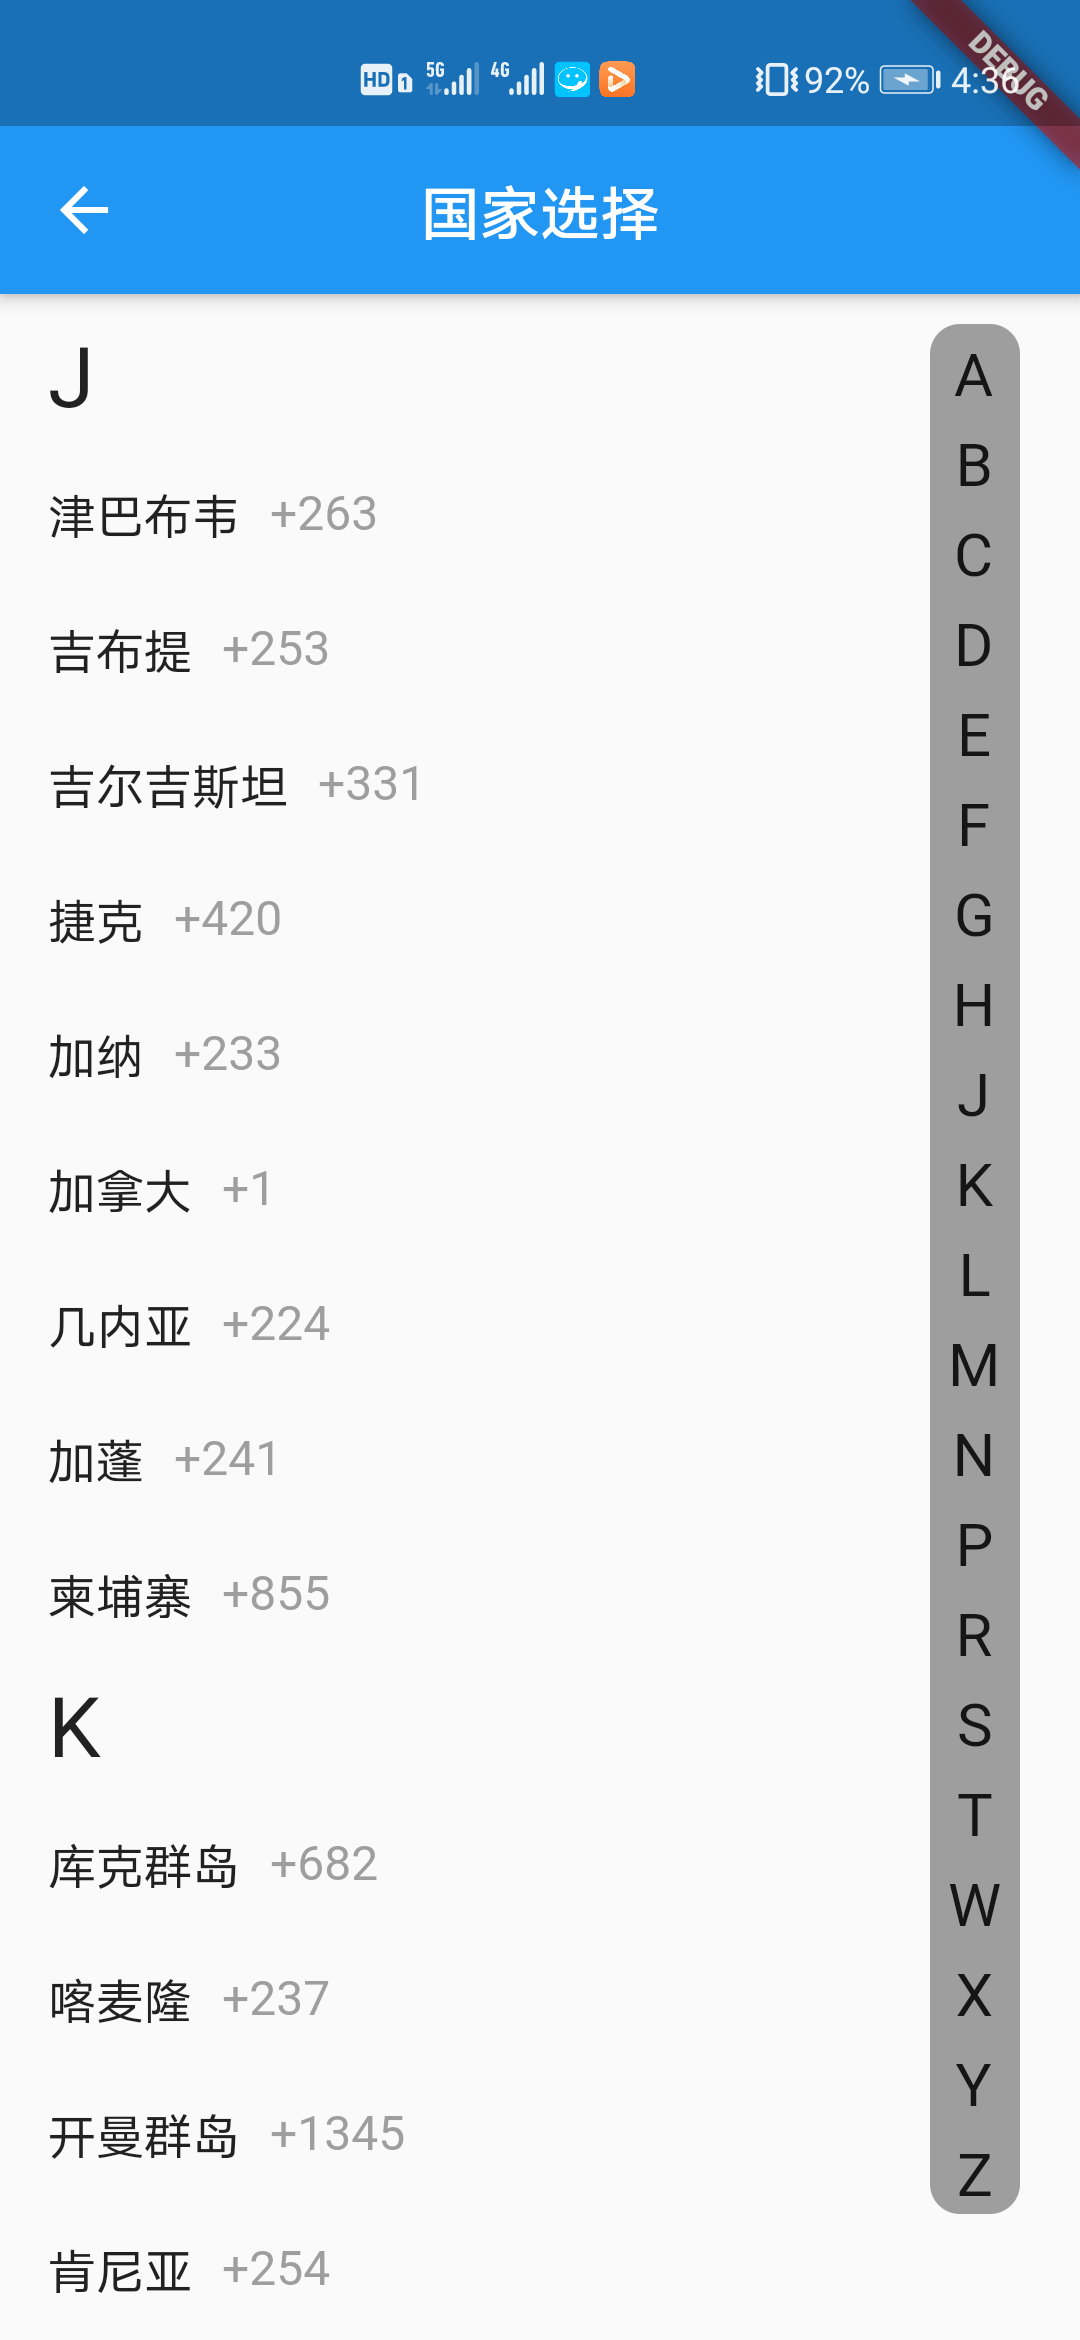 HD 1 5G 4G 92% 4:36
DEBUG
国家选择
J
津巴布韦 +263
吉布提 +253
吉尔吉斯坦 +331
捷克 +420
加纳 +233
加拿大 +1
几内亚 +224
加蓬 +241
柬埔寨 +855
K
库克群岛 +682
喀麦隆 +237
开曼群岛 +1345
肯尼亚 +254
A
B
C
D
E
F
G
H
J
K
L
M
N
P
R
S
T
W
X
Y
Z